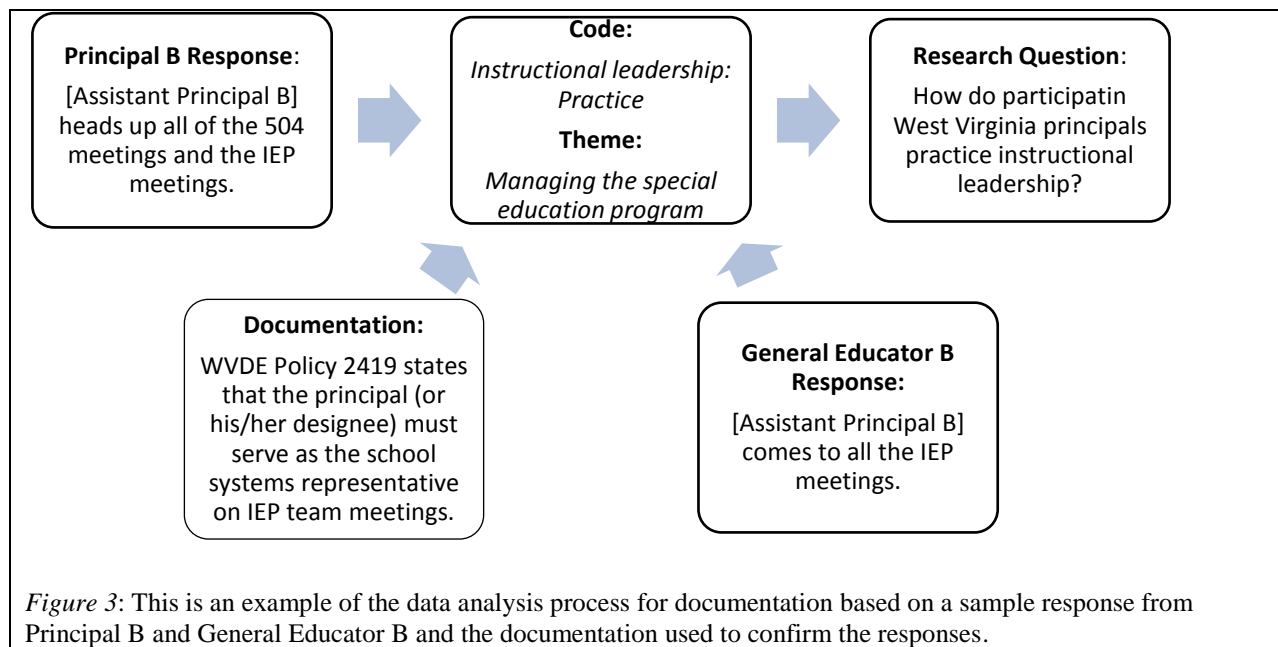 Principal B Response:
[Assistant Principal B]
heads up all of the 504
meetings and the IEP
meetings.
Code:
Instructional leadership:
Practice
Theme:
Managing the special
education program
Research Question:
How do participatin
West Virginia principals
practice instructional
leadership?
Documentation:
WVDE Policy 2419 states
that the principal (or
his/her designee) must
serve as the school
systems representative
on IEP team meetings.
General Educator B
Response:
[Assistant Principal B]
comes to all the IEP
meetings.
Figure 3: This is an example of the data analysis process for documentation based on a sample response from
Principal B and General Educator B and the documentation used to confirm the responses.